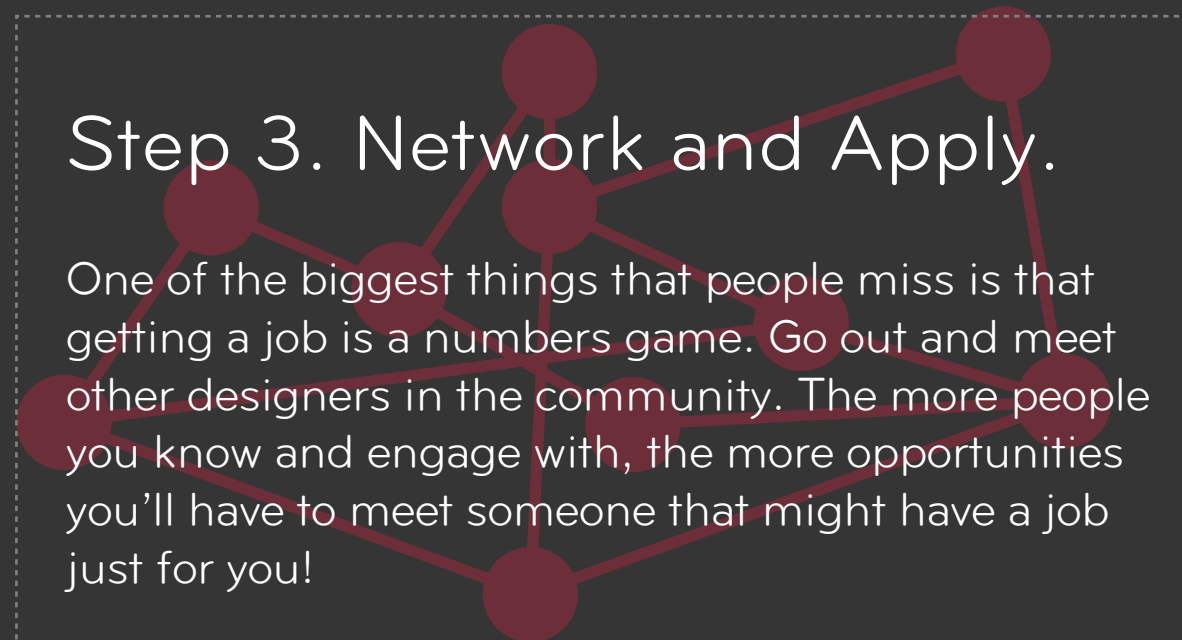 Step 3. Network and Apply.
One of the biggest things that people miss is that
getting a job is a numbers game. Go out and meet
other designers in the community. The more people
you know and engage with, the more opportunities
you’ll have to meet someone that might have a job
just for you!